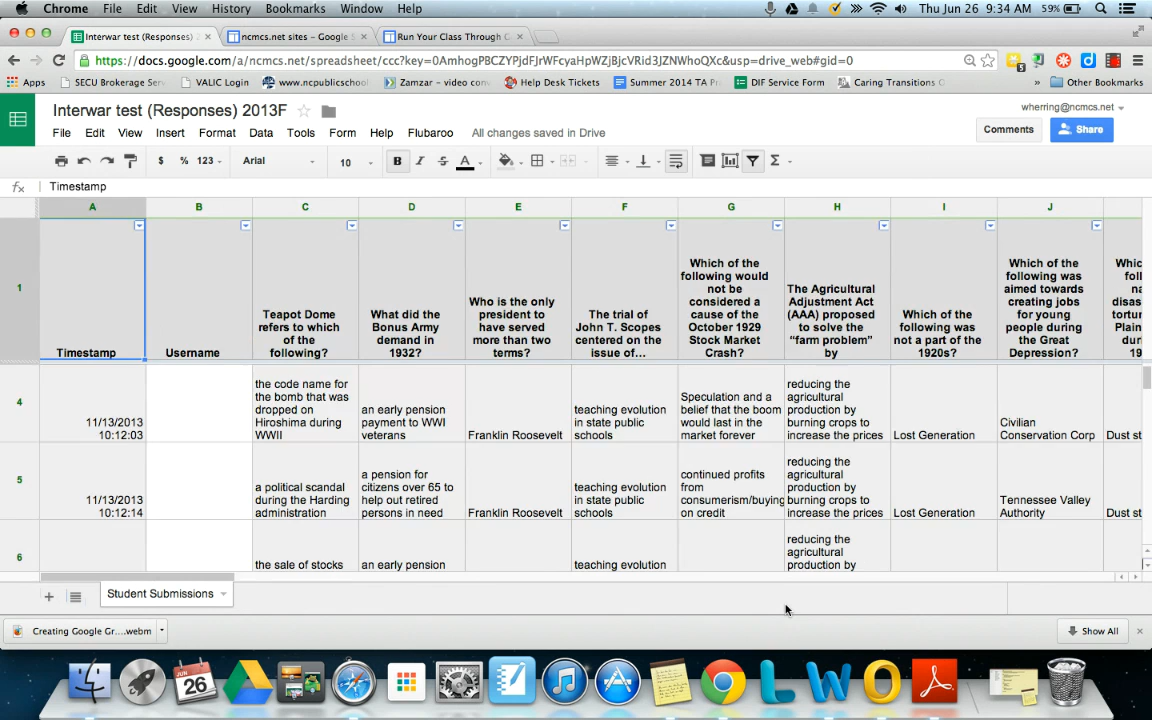 Chrome File Edit View History Bookmarks Window Help Thu Jun 26 9:34 AM 59%
Interwar test (Responses) ncmcs.net sites – Google Run Your Class Through G
https://docs.google.com/a/ncmcs.net/spreadsheet/ccc?key=0AmhogPBCZYPjdFJrWFcyaHpWZjBjcVRid3JZNWhoQXc&usp=drive_web#gid=0
Apps SECU Brokerage Serv VALIC Login www.ncpublicschool Zamzar – video conv Help Desk Tickets Summer 2014 TA Pr DIF Service Form Caring Transitions » Other Bookmarks
Interwar test (Responses) 2013F
wherring@ncmcs.net
File Edit View Insert Format Data Tools Form Help Flubaroo All changes saved in Drive
Comments Share
$ % 123 Arial 10 B I S A Σ
fx Timestamp
A B C D E F G H I J
1
Timestamp
Username
Teapot Dome
refers to which
of the
following?
What did the
Bonus Army
demand in
1932?
Who is the only
president to
have served
more than two
terms?
The trial of
John T. Scopes
centered on the
issue of...
Which of the
following would
not be
considered a
cause of the
October 1929
Stock Market
Crash?
The Agricultural
Adjustment Act
(AAA) proposed
to solve the
“farm problem”
by
Which of the
following was
not a part of the
1920s?
Which of the
following was
aimed towards
creating jobs
for young
people during
the Great
Depression?
4
11/13/2013
10:12:03
the code name for
the bomb that was
dropped on
Hiroshima during
WWII
an early pension
payment to WWI
veterans
Franklin Roosevelt
teaching evolution
in state public
schools
Speculation and a
belief that the boom
would last in the
market forever
reducing the
agricultural
production by
burning crops to
increase the prices
Lost Generation
Civilian
Conservation Corp
Dust st
5
11/13/2013
10:12:14
a political scandal
during the Harding
administration
a pension for
citizens over 65 to
help out retired
persons in need
Franklin Roosevelt
teaching evolution
in state public
schools
continued profits
from
consumerism/buying
on credit
reducing the
agricultural
production by
burning crops to
increase the prices
Lost Generation
Tennessee Valley
Authority
Dust st
6
the sale of stocks
an early pension
teaching evolution
reducing the
agricultural
production by
Student Submissions
Creating Google Gr....webm Show All
26